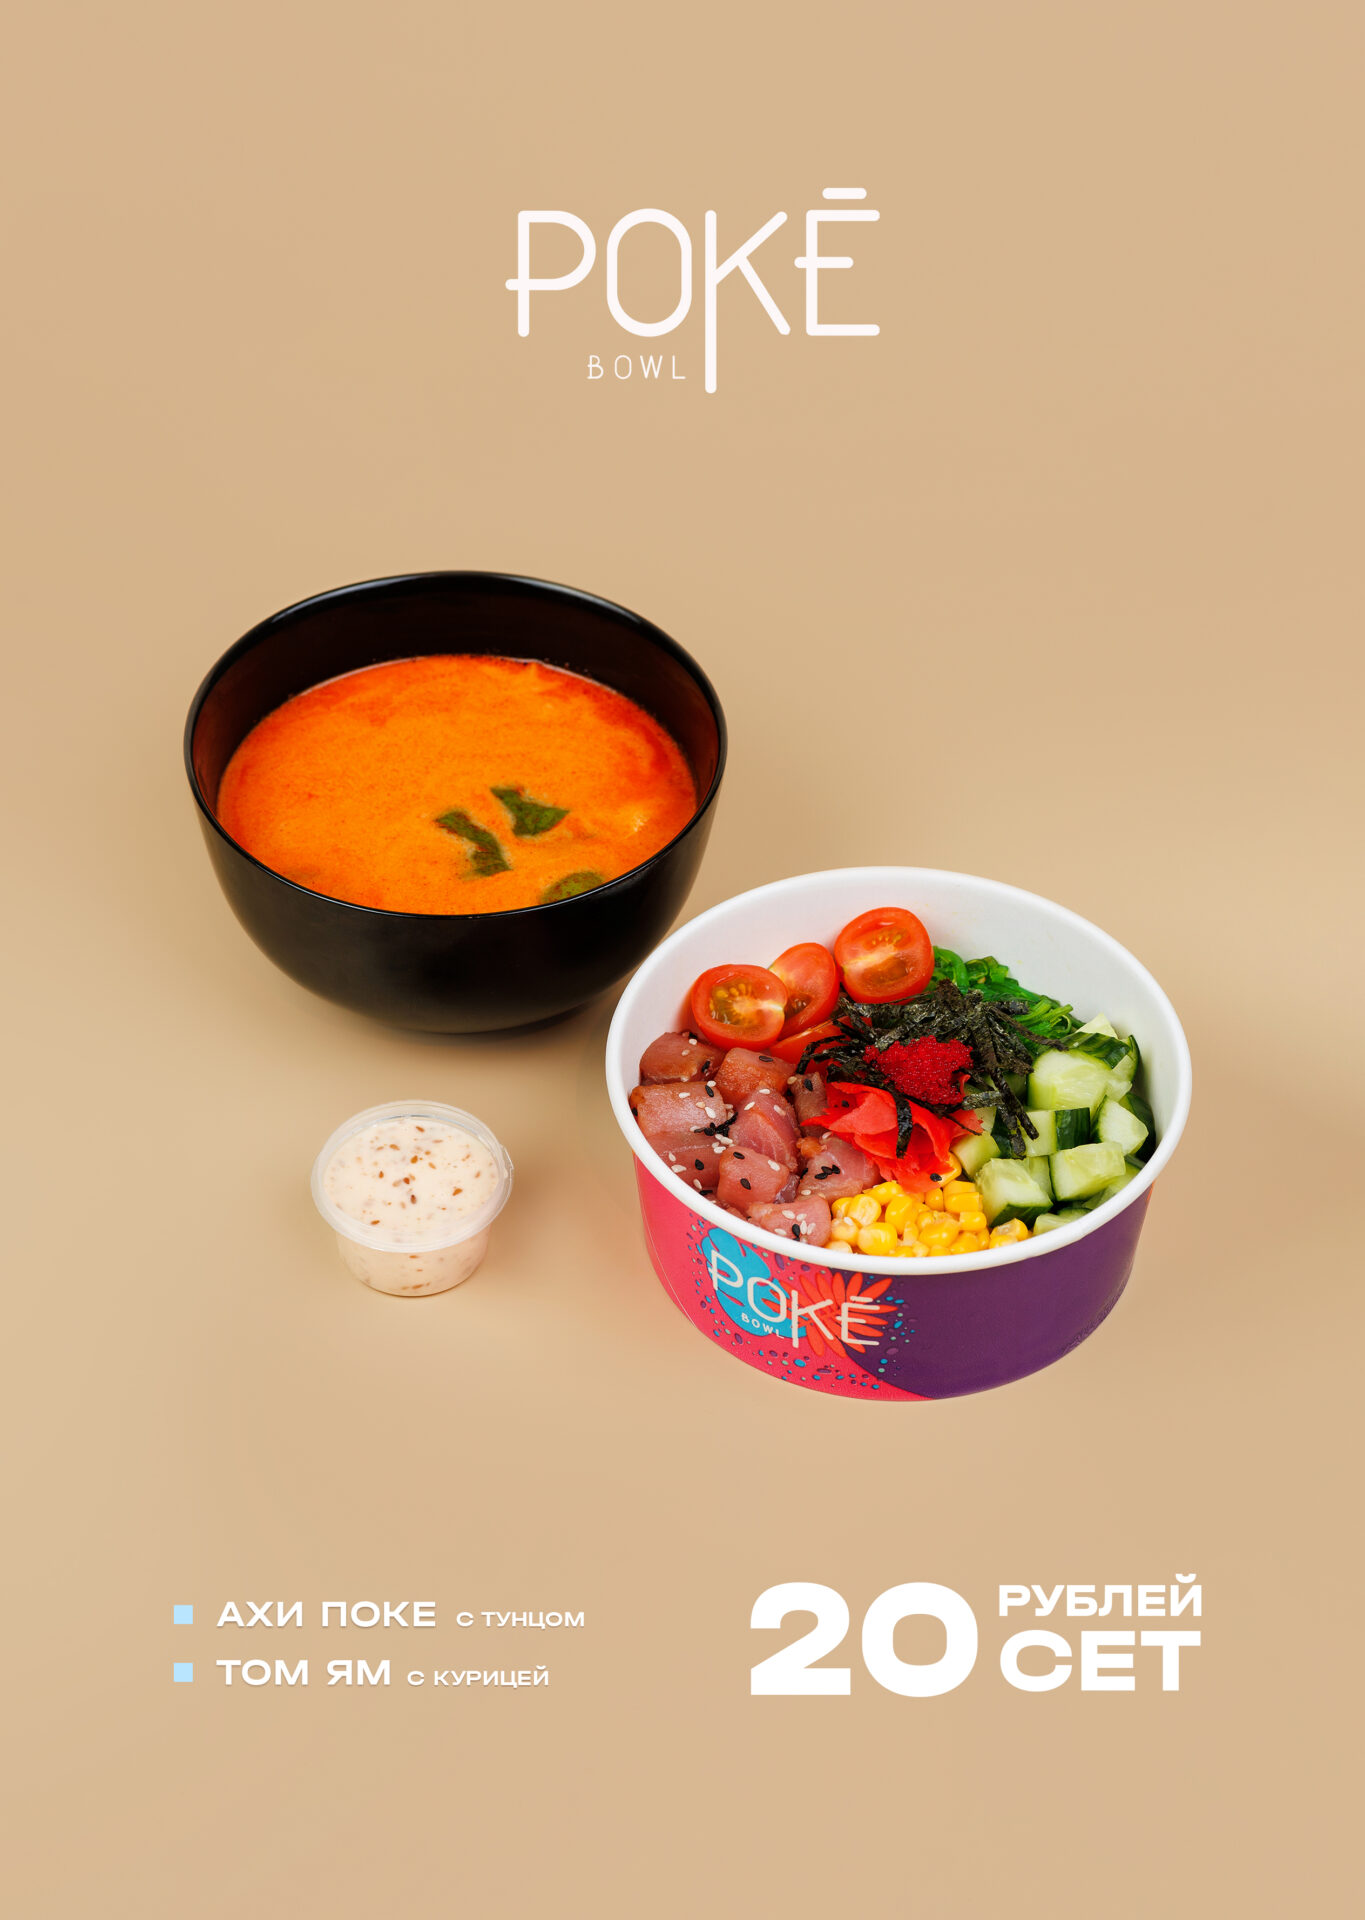 POKĒ
BOWL
POKĒ
BOWL
АХИ ПОКЕ С ТУНЦОМ
ТОМ ЯМ С КУРИЦЕЙ
20 РУБЛЕЙ
СЕТ